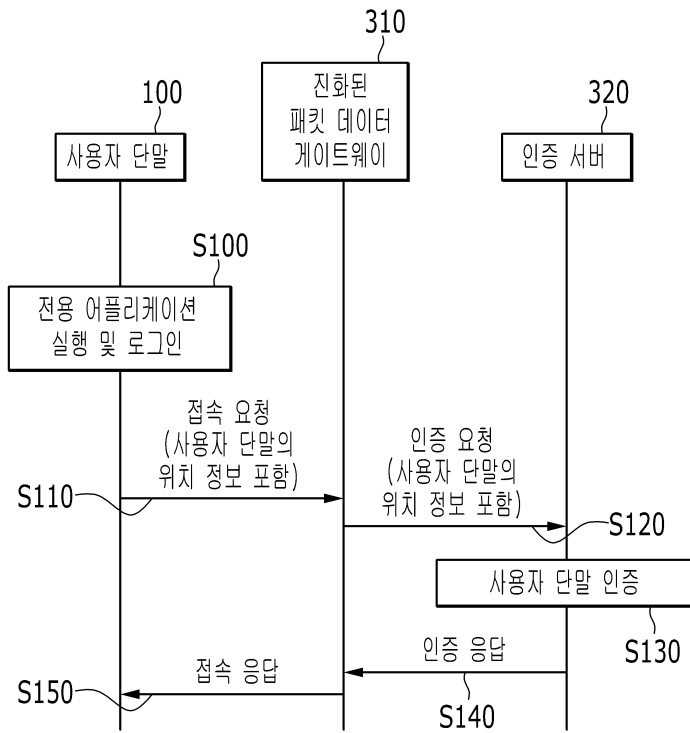 310
100
320
진화된
패킷 데이터
게이트웨이
사용자 단말
인증 서버
S100
전용 어플리케이션
실행 및 로그인
접속 요청
(사용자 단말의
위치 정보 포함)
인증 요청
(사용자 단말의
위치 정보 포함)
S110
S120
사용자 단말 인증
S130
인증 응답
접속 응답
S140
S150